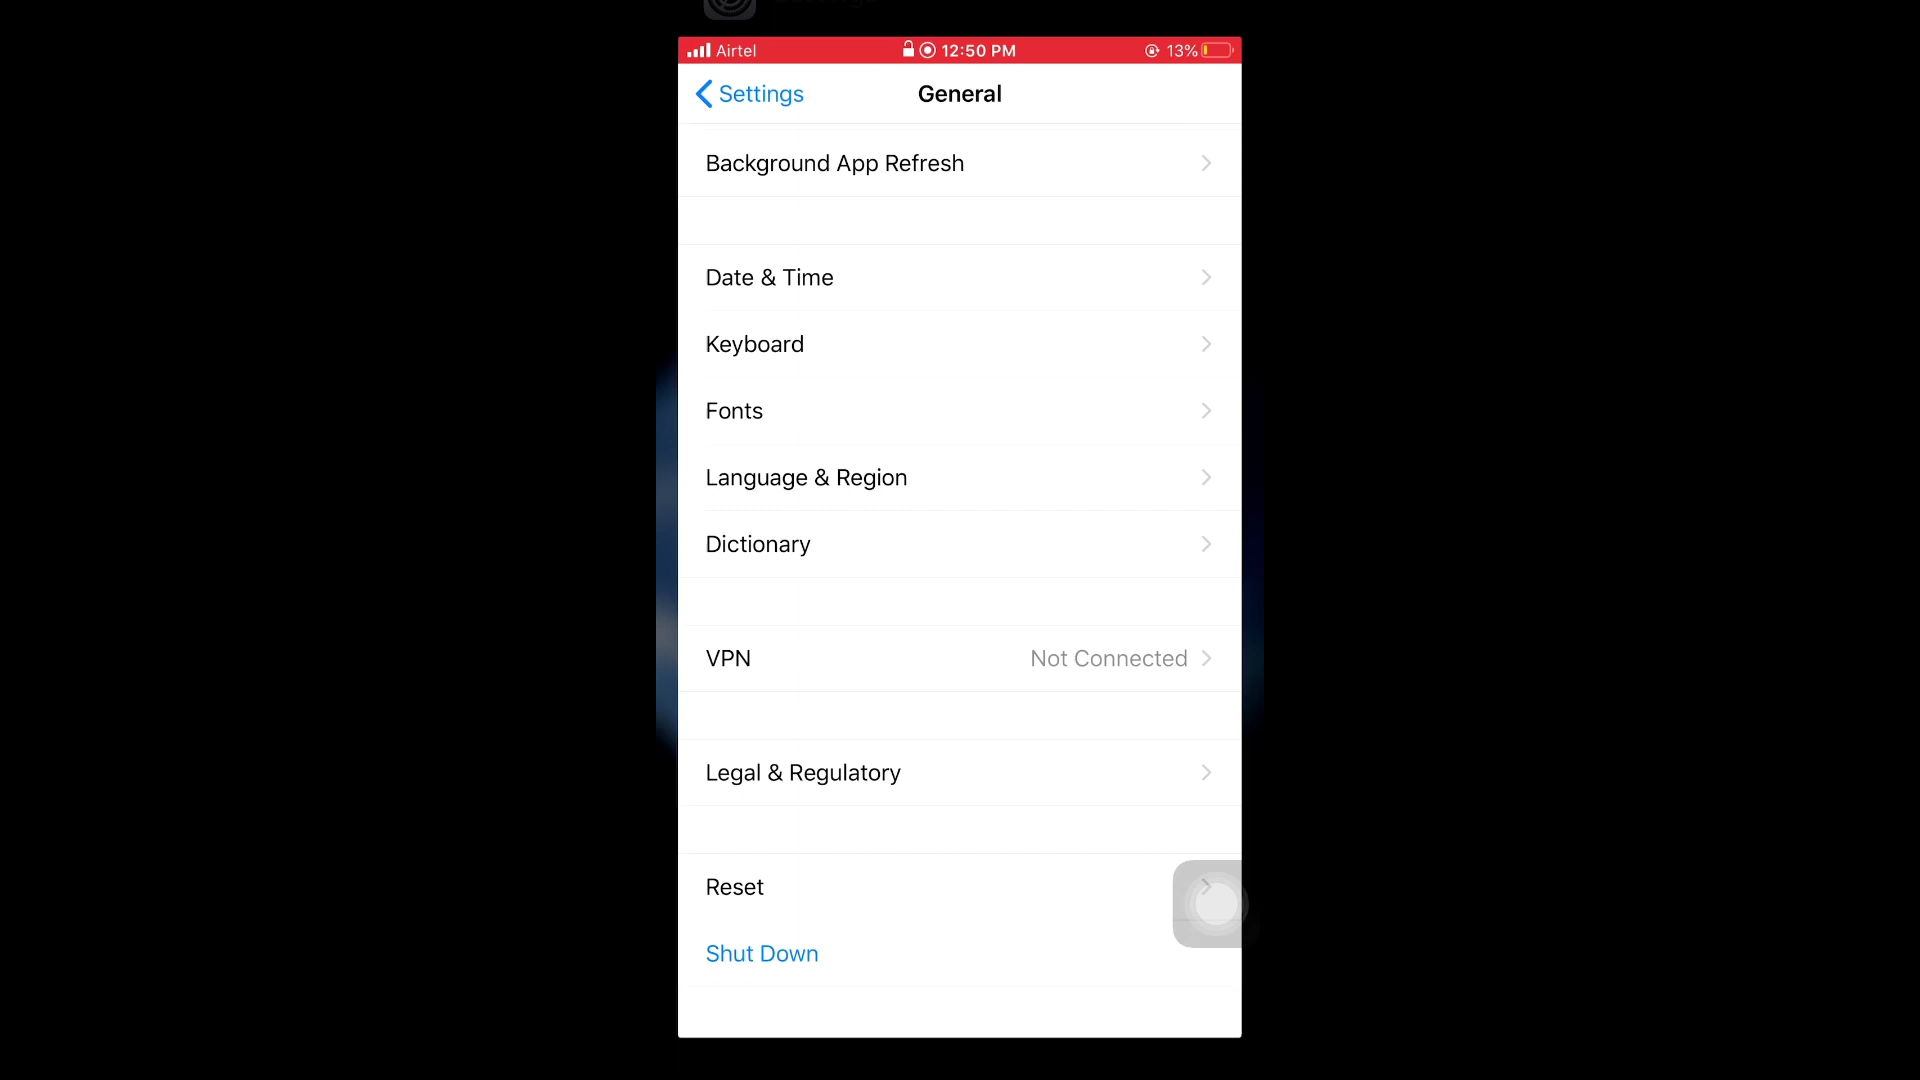 Airtel 12:50 PM 13%
Settings General
Background App Refresh
Date & Time
Keyboard
Fonts
Language & Region
Dictionary
VPN Not Connected
Legal & Regulatory
Reset
Shut Down